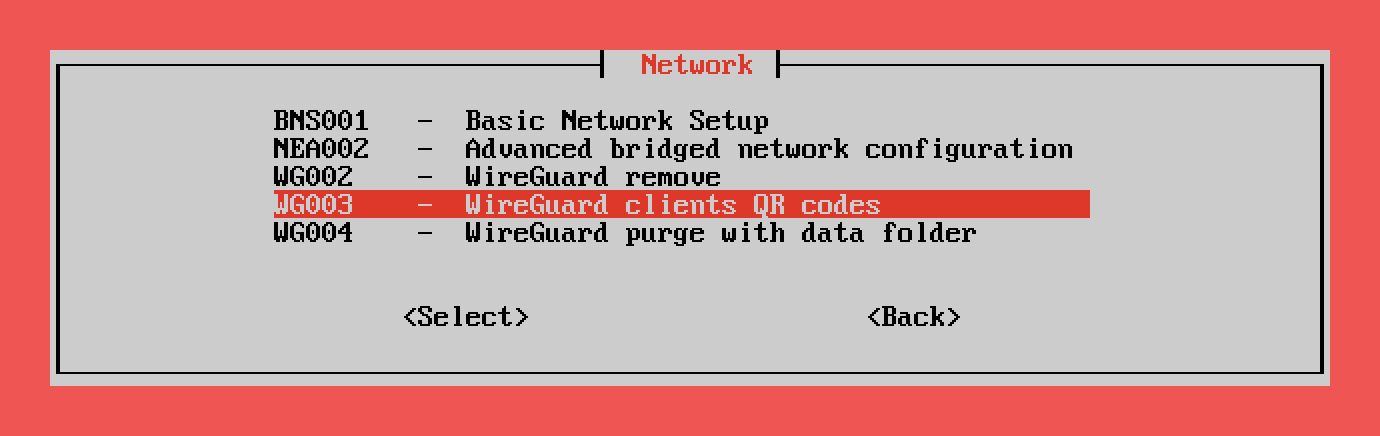 Network
BNS001 - Basic Network Setup
NEA002 - Advanced bridged network configuration
WG002 - WireGuard remove
WG003 - WireGuard clients QR codes
WG004 - WireGuard purge with data folder
<Select> <Back>